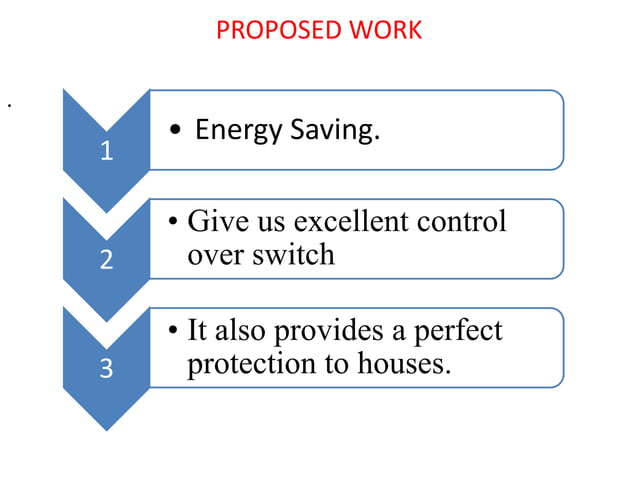 PROPOSED WORK
.
1
• Energy Saving.
2
• Give us excellent control
over switch
3
• It also provides a perfect
protection to houses.